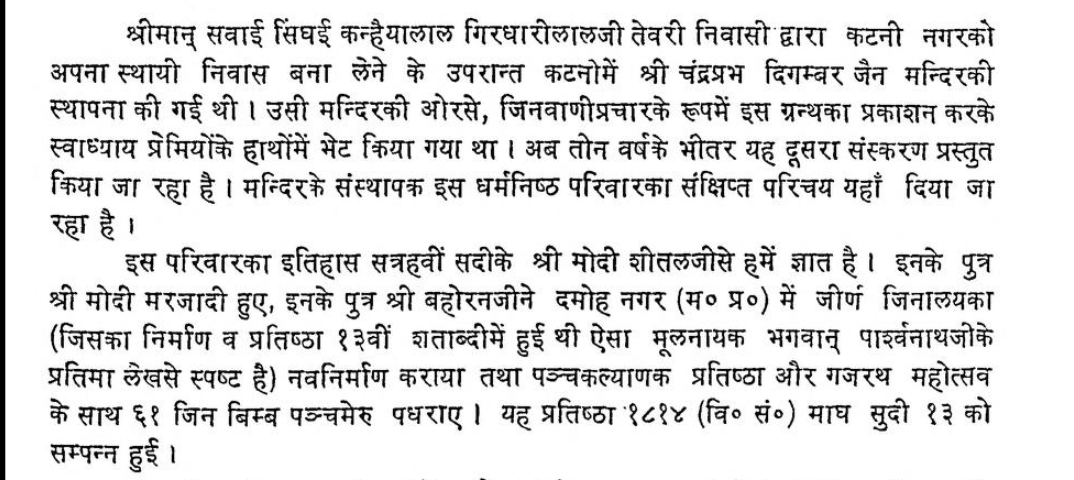 श्रीमान् सवाई सिंघई कन्हैयालाल गिरधारीलालजी तेवरी निवासी द्वारा कटनी नगरको
अपना स्थायी निवास बना लेने के उपरान्त कटनोमें श्री चंद्रप्रभ दिगम्बर जैन मन्दिरकी
स्थापना की गई थी । उसी मन्दिरकी ओरसे, जिनवाणीप्रचारके रूपमें इस ग्रन्थका प्रकाशन करके
स्वाध्याय प्रेमियोंके हाथोंमें भेट किया गया था । अब तोन वर्षके भीतर यह दूसरा संस्करण प्रस्तुत
किया जा रहा है । मन्दिरके संस्थापक इस धर्मनिष्ठ परिवारका संक्षिप्त परिचय यहाँ दिया जा
रहा है ।
इस परिवारका इतिहास सत्रहवीं सदीके श्री मोदी शीतलजीसे हमें ज्ञात है । इनके पुत्र
श्री मोदी मरजादी हुए, इनके पुत्र श्री बहोरनजीने दमोह नगर (म० प्र०) में जीर्ण जिनालयका
(जिसका निर्माण व प्रतिष्ठा १३वीं शताब्दीमें हुई थी ऐसा मूलनायक भगवान् पार्श्वनाथजोके
प्रतिमा लेखसे स्पष्ट है) नवनिर्माण कराया तथा पञ्चकल्याणक प्रतिष्ठा और गजरथ महोत्सव
के साथ ६१ जिन बिम्ब पञ्चमेरु पधराए । यह प्रतिष्ठा १८१४ (वि० सं०) माघ सुदी १३ को
सम्पन्न हुई ।